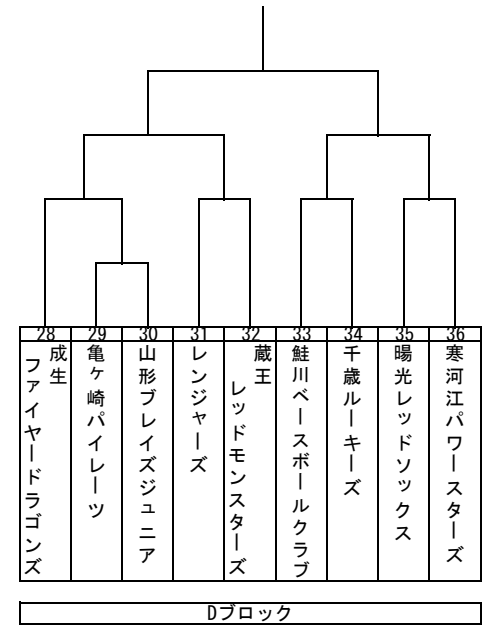 28
成生
ファイヤードラゴンズ
29
亀ヶ崎パイレーツ
30
山形ブレイズジュニア
31
レンジャーズ
32
蔵王
レッドモンスターズ
33
鮭川ベースボールクラブ
34
千歳ルーキーズ
35
陽光レッドソックス
36
寒河江パワースターズ
Dブロック